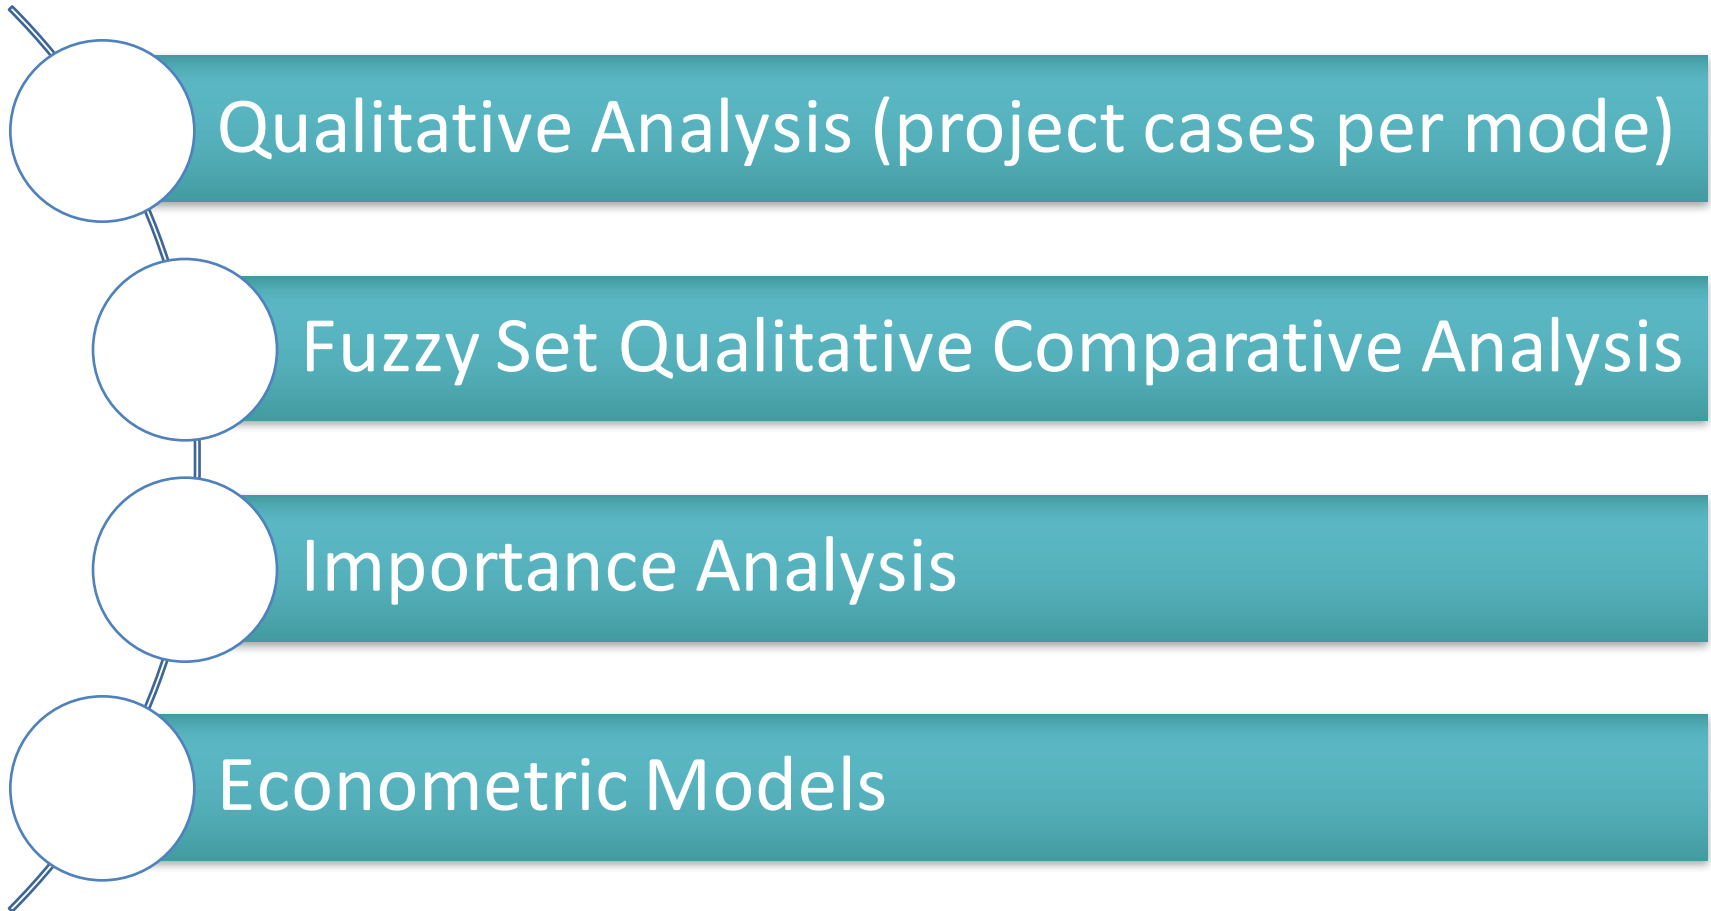 Qualitative Analysis (project cases per mode)
Fuzzy Set Qualitative Comparative Analysis
Importance Analysis
Econometric Models